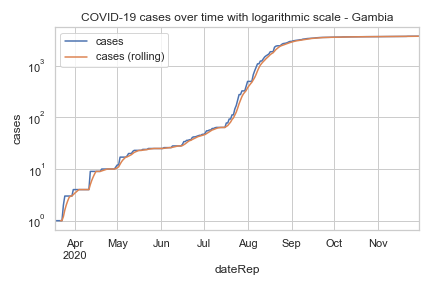 COVID-19 cases over time with logarithmic scale - Gambia
cases
cases (rolling)
10³
10²
10¹
10⁰
cases
Apr May Jun Jul Aug Sep Oct Nov
2020
dateRep